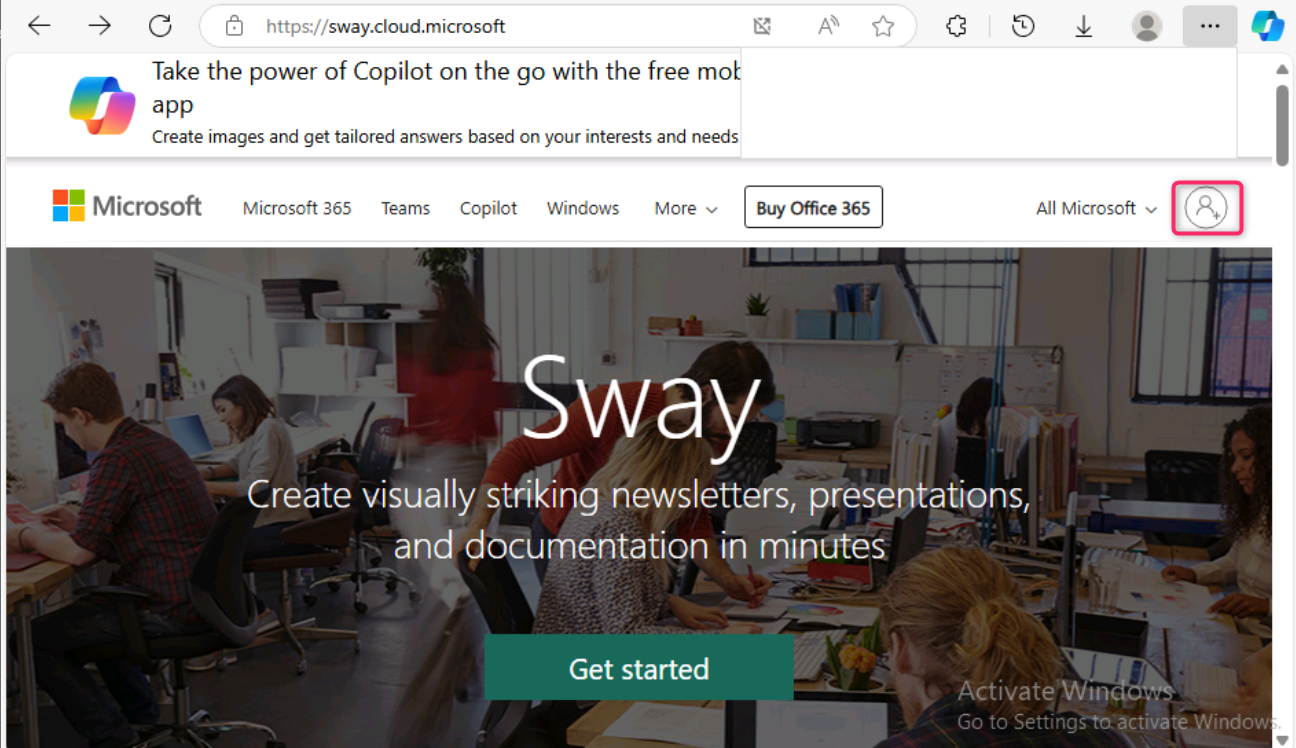 https://sway.cloud.microsoft
Take the power of Copilot on the go with the free mob
app
Create images and get tailored answers based on your interests and needs
Microsoft Microsoft 365 Teams Copilot Windows More Buy Office 365 All Microsoft
Sway
Create visually striking newsletters, presentations,
and documentation in minutes
Get started
Activate Windows
Go to Settings to activate Windows.